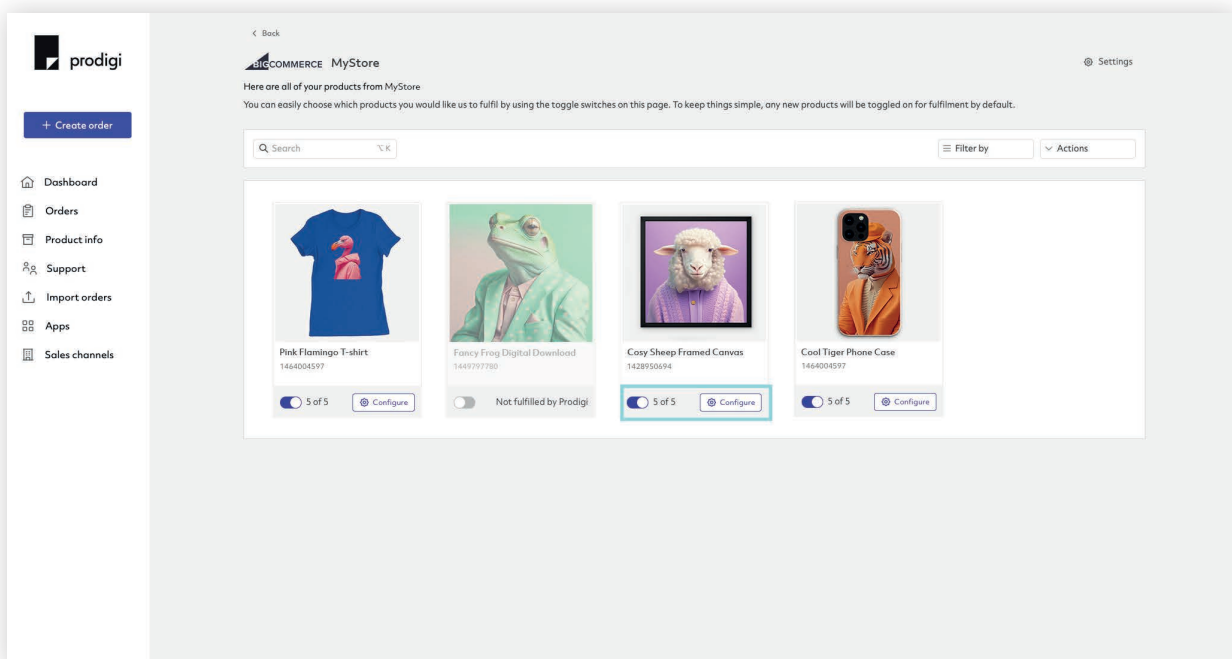 prodigi
+ Create order
Dashboard
Orders
Product info
Support
Import orders
Apps
Sales channels
< Back
BIGCOMMERCE MyStore
Settings
Here are all of your products from MyStore
You can easily choose which products you would like us to fulfil by using the toggle switches on this page. To keep things simple, any new products will be toggled on for fulfilment by default.
Search ⌥ K
Filter by
Actions
Pink Flamingo T-shirt
1464004597
5 of 5 Configure
Fancy Frog Digital Download
1449797780
Not fulfilled by Prodigi
Cosy Sheep Framed Canvas
1428950694
5 of 5 Configure
Cool Tiger Phone Case
1464004597
5 of 5 Configure